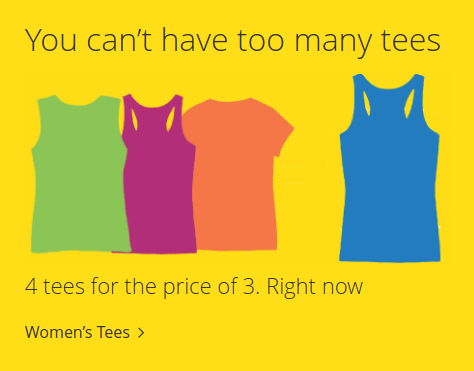 You can’t have too many tees
4 tees for the price of 3. Right now
Women’s Tees >